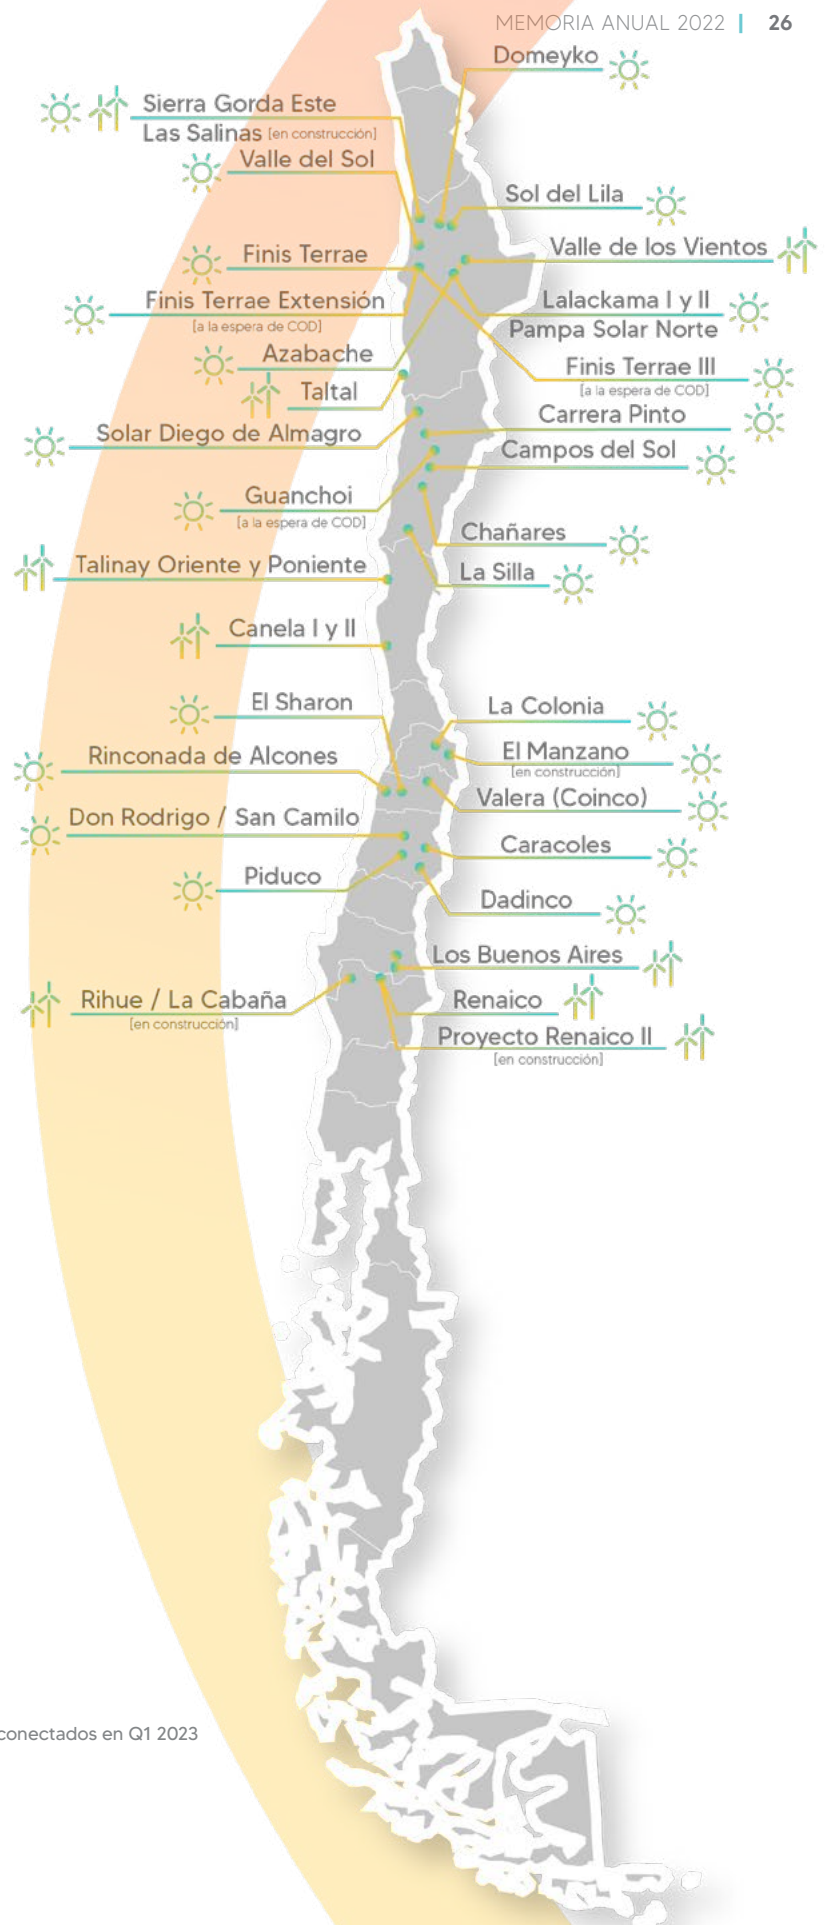 MEMORIA ANUAL 2022 | 26
Domeyko
Sierra Gorda Este
Las Salinas [en construcción]
Valle del Sol
Sol del Lila
Finis Terrae
Valle de los Vientos
Finis Terrae Extensión
[a la espera de COD]
Lalackama I y II
Pampa Solar Norte
Azabache
Finis Terrae III
[a la espera de COD]
Taltal
Carrera Pinto
Solar Diego de Almagro
Campos del Sol
Guanchoi
[a la espera de COD]
Chañares
Talinay Oriente y Poniente
La Silla
Canela I y II
El Sharon
La Colonia
Rinconada de Alcones
El Manzano
[en construcción]
Valera (Coinco)
Don Rodrigo / San Camilo
Caracoles
Piduco
Dadinco
Los Buenos Aires
Rihue / La Cabaña
[en construcción]
Renaico
Proyecto Renaico II
[en construcción]
conectados en Q1 2023